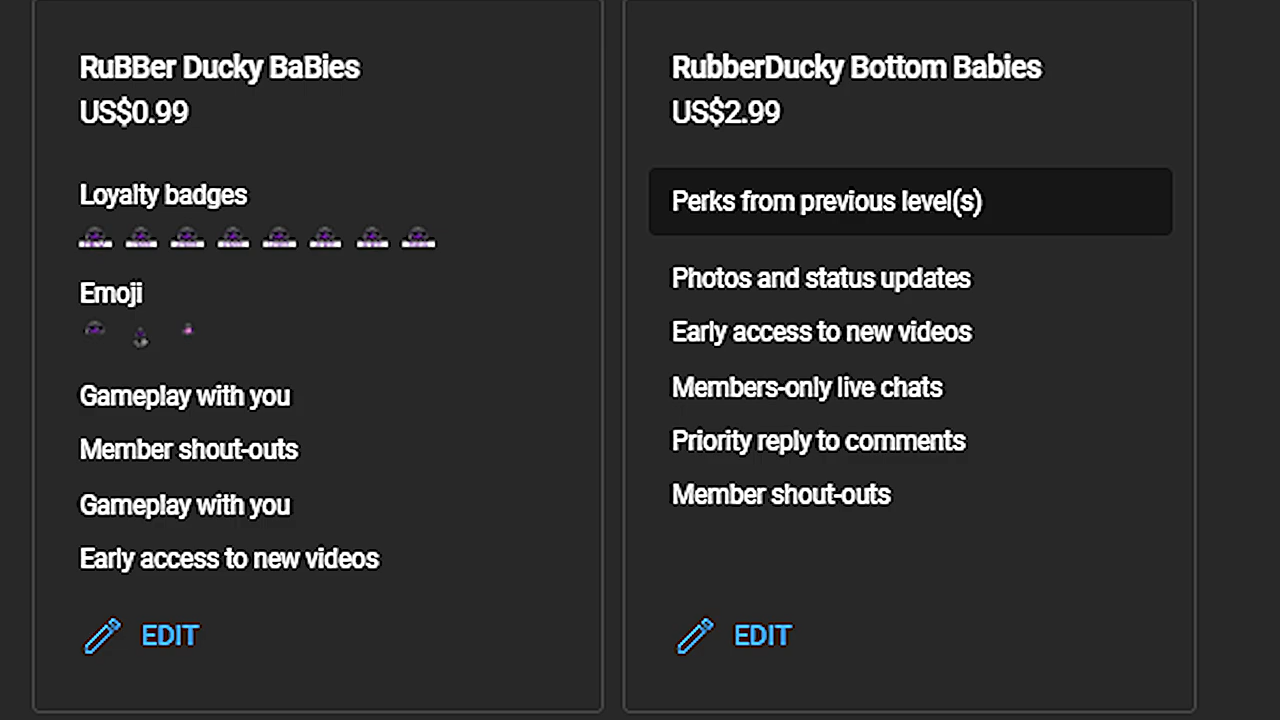 RuBBer Ducky BaBies
US$0.99
Loyalty badges
Emoji
Gameplay with you
Member shout-outs
Gameplay with you
Early access to new videos
EDIT
RubberDucky Bottom Babies
US$2.99
Perks from previous level(s)
Photos and status updates
Early access to new videos
Members-only live chats
Priority reply to comments
Member shout-outs
EDIT